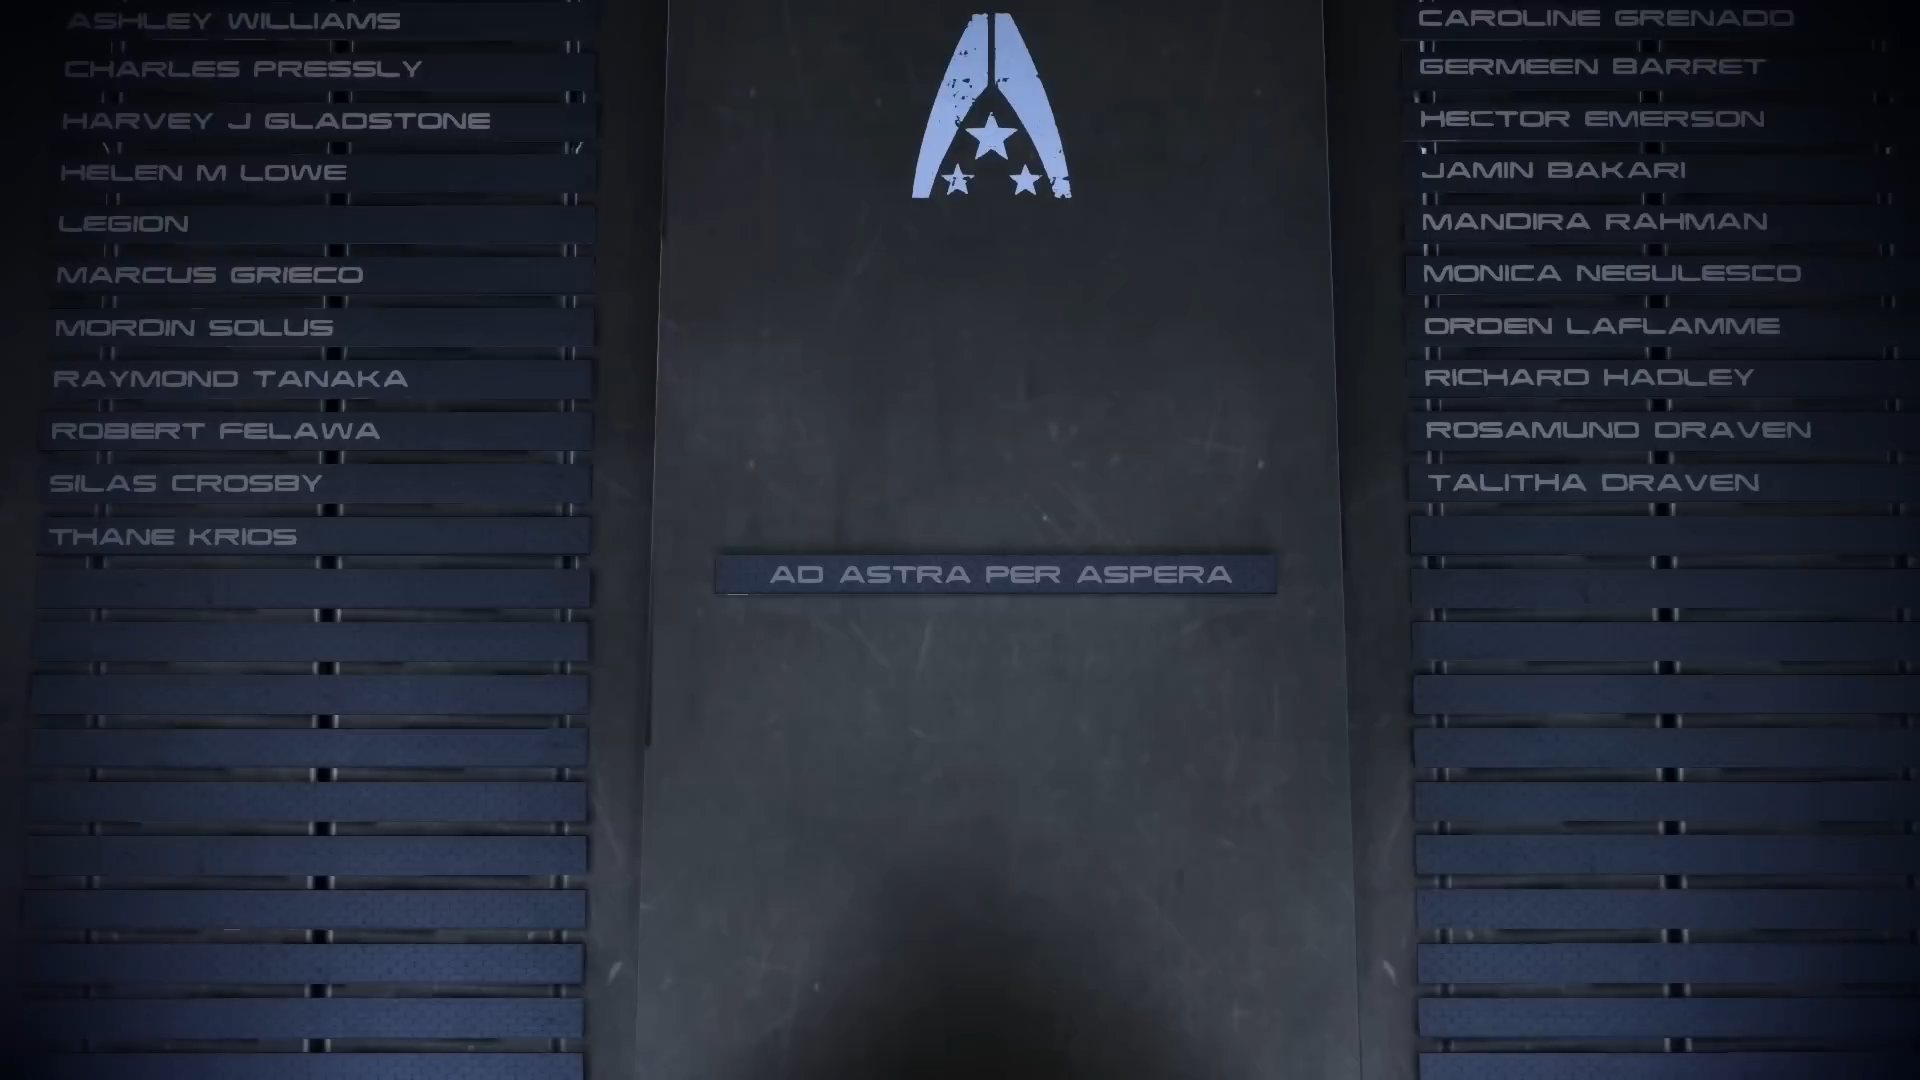 ASHLEY WILLIAMS
CHARLES PRESSLY
HARVEY J GLADSTONE
HELEN M LOWE
LEGION
MARCUS GRIECO
MORDIN SOLUS
RAYMOND TANAKA
ROBERT FELAWA
SILAS CROSBY
THANE KRIOS
AD ASTRA PER ASPERA
CAROLINE GRENADO
GERMEEN BARRET
HECTOR EMERSON
JAMIN BAKARI
MANDIRA RAHMAN
MONICA NEGULESCO
ORDEN LAFLAMME
RICHARD HADLEY
ROSAMUND DRAVEN
TALITHA DRAVEN